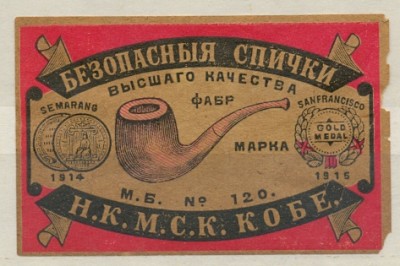 БЕЗОПАСНЫЯ СПИЧКИ
ВЫСШАГО КАЧЕСТВА
ФАБР
SEMARANG
1914
SANFRANCISCO
GOLD
MEDAL
1915
МАРКА
М.Б. № 120.
Н.К.М.С.К. КОБЕ.